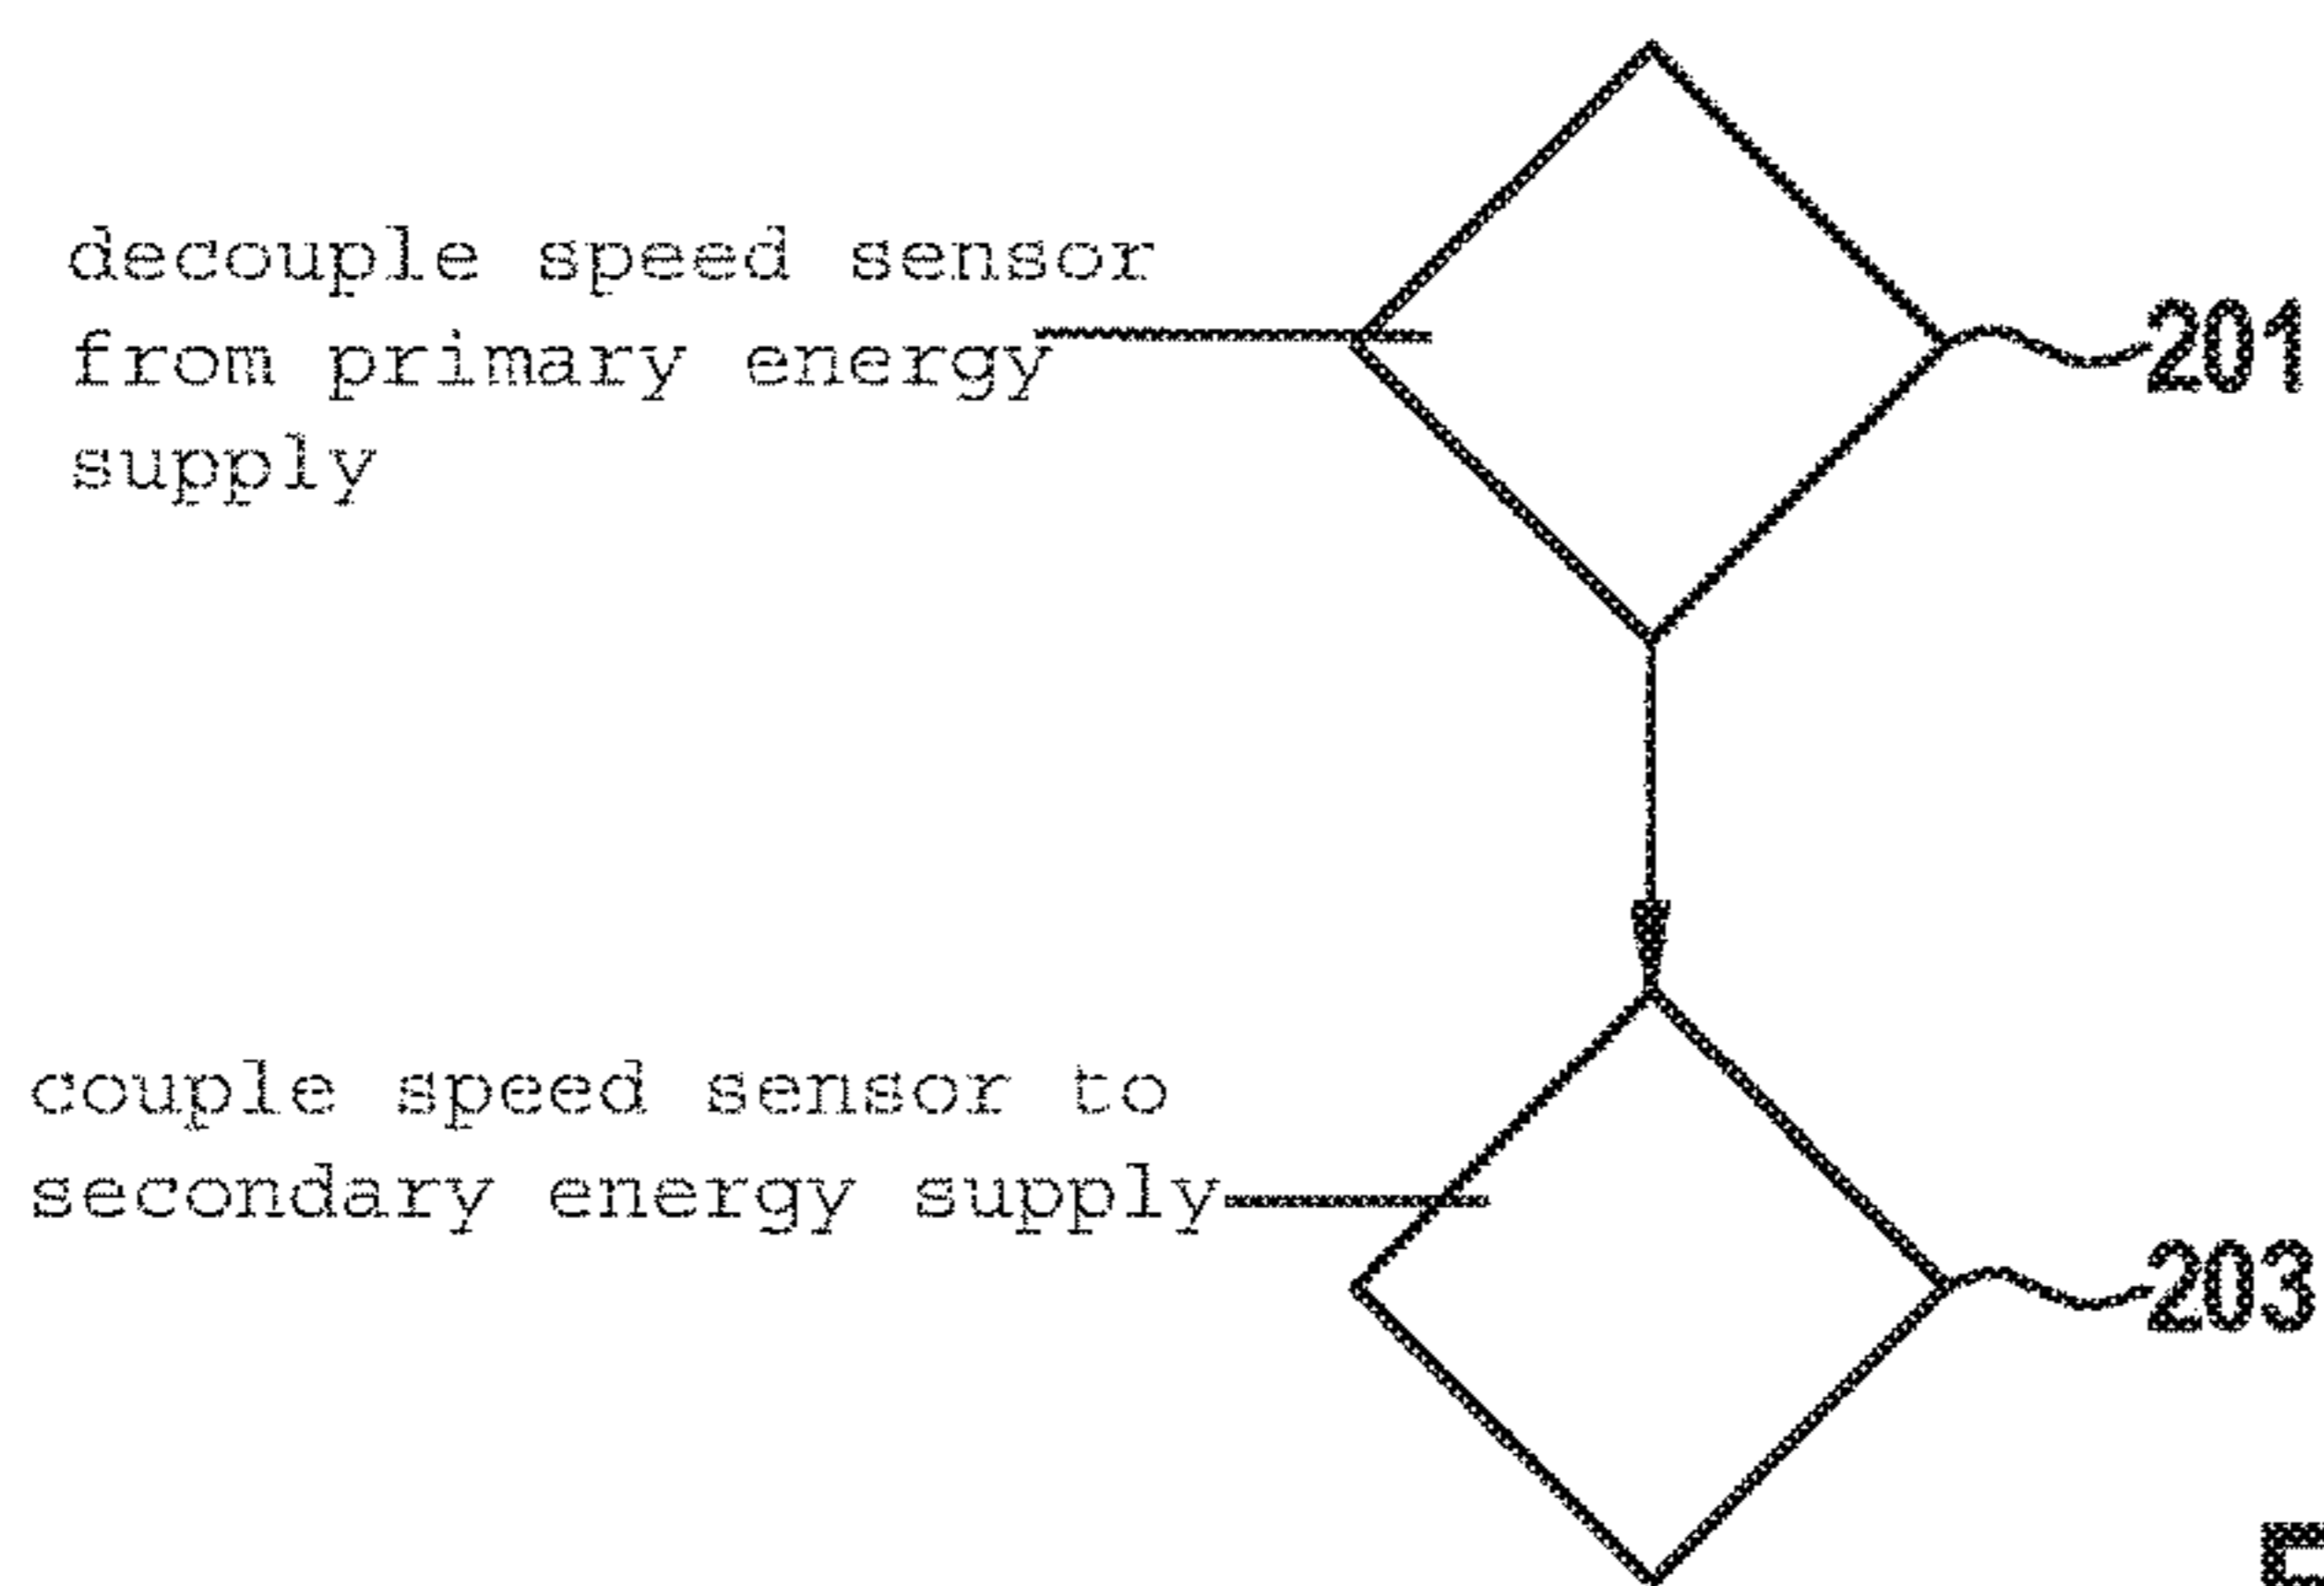 decouple speed sensor
from primary energy
supply
201
couple speed sensor to
secondary energy supply
203